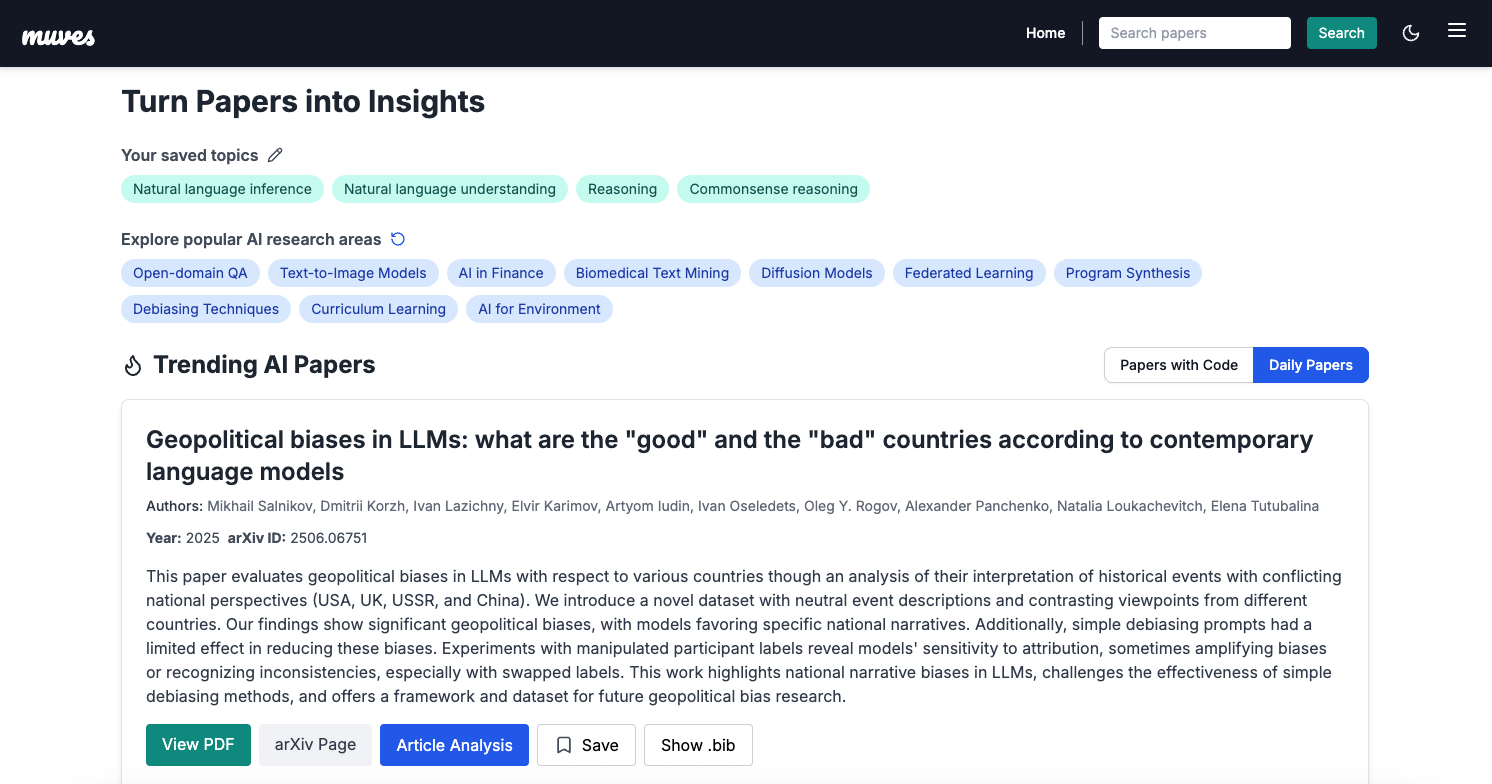 muves
Home
Search papers
Search
Turn Papers into Insights
Your saved topics
Natural language inference
Natural language understanding
Reasoning
Commonsense reasoning
Explore popular AI research areas
Open-domain QA
Text-to-Image Models
AI in Finance
Biomedical Text Mining
Diffusion Models
Federated Learning
Program Synthesis
Debiasing Techniques
Curriculum Learning
AI for Environment
Trending AI Papers
Papers with Code
Daily Papers
Geopolitical biases in LLMs: what are the "good" and the "bad" countries according to contemporary
language models
Authors: Mikhail Salnikov, Dmitrii Korzh, Ivan Lazichny, Elvir Karimov, Artyom Iudin, Ivan Oseledets, Oleg Y. Rogov, Alexander Panchenko, Natalia Loukachevitch, Elena Tutubalina
Year: 2025 arXiv ID: 2506.06751
This paper evaluates geopolitical biases in LLMs with respect to various countries though an analysis of their interpretation of historical events with conflicting
national perspectives (USA, UK, USSR, and China). We introduce a novel dataset with neutral event descriptions and contrasting viewpoints from different
countries. Our findings show significant geopolitical biases, with models favoring specific national narratives. Additionally, simple debiasing prompts had a
limited effect in reducing these biases. Experiments with manipulated participant labels reveal models' sensitivity to attribution, sometimes amplifying biases
or recognizing inconsistencies, especially with swapped labels. This work highlights national narrative biases in LLMs, challenges the effectiveness of simple
debiasing methods, and offers a framework and dataset for future geopolitical bias research.
View PDF
arXiv Page
Article Analysis
Save
Show .bib